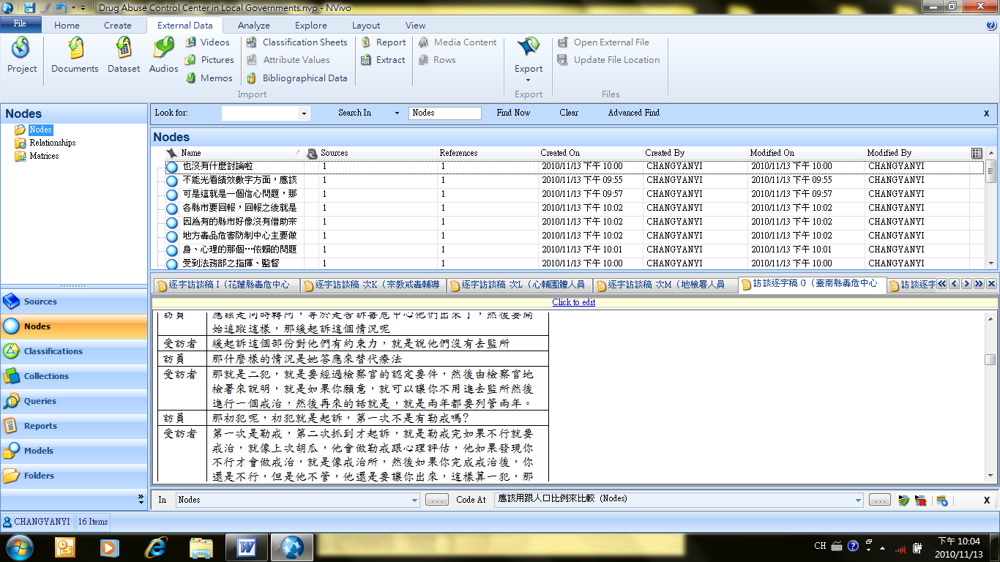 Drug Abuse Control Center in Local Governments.nvp - NVivo
File Home Create External Data Analyze Explore Layout View
Project Documents Dataset Audios
Videos Classification Sheets Report Media Content Open External File
Pictures Attribute Values Extract Rows Export Update File Location
Memos Bibliographical Data
Import Export Files
Nodes
Nodes
Relationships
Matrices
Look for: Search In Nodes Find Now Clear Advanced Find x
Nodes
Name Sources References Created On Created By Modified On Modified By
也沒有什麼討論啦 1 1 2010/11/13 下午 10:00 CHANGYANYI 2010/11/13 下午 10:00 CHANGYANYI
不能光看績效數字方面，應該 1 1 2010/11/13 下午 09:55 CHANGYANYI 2010/11/13 下午 09:55 CHANGYANYI
可是這就是一個信心問題，那 1 1 2010/11/13 下午 09:57 CHANGYANYI 2010/11/13 下午 09:57 CHANGYANYI
各縣市要回報，回報之後就是 1 1 2010/11/13 下午 10:02 CHANGYANYI 2010/11/13 下午 10:02 CHANGYANYI
因為有的縣市好像沒有借助宗 1 1 2010/11/13 下午 10:02 CHANGYANYI 2010/11/13 下午 10:02 CHANGYANYI
地方毒品危害防制中心主要做 1 1 2010/11/13 下午 10:02 CHANGYANYI 2010/11/13 下午 10:02 CHANGYANYI
身、心理的那個…依賴的問題 1 1 2010/11/13 下午 10:01 CHANGYANYI 2010/11/13 下午 10:01 CHANGYANYI
受到法務部之指揮、監督 1 1 2010/11/13 下午 10:00 CHANGYANYI 2010/11/13 下午 10:00 CHANGYANYI
逐字訪談稿 I（花蓮縣毒危中心 逐字訪談稿 次K（宗教戒毒輔導 逐字訪談稿 次L（心輔團體人員 逐字訪談稿 次M（地檢署人員 訪談逐字稿 G（臺南縣毒危中心 訪談逐字
Click to edit
訪員 應該是同時轉所，等於是告訴毒危中心他們出來了，然後要開
始追蹤這樣，那緩起訴這個情況呢
受訪者 緩起訴這個部份對他們有約束力，就是說他們沒有去監所
訪員 那什麼樣的情況是她答應來替代療法
受訪者 那就是二犯，就是要經過檢察官的認定要件，然後由檢察官地
檢署來說明，就是如果你願意，就可以讓你不用進去監所然後
進行一個戒治，然後再來的話就是，就是兩年都要列管兩年。
訪員 那初犯呢，初犯就是起訴，第一次不是有勒戒嗎?
受訪者 第一次是勒戒，第二次抓到才起訴，就是勒戒完如果不行就要
戒治，就像上次胡瓜，他會做勒戒跟心理評估，他如果發現你
不行才會做戒治，就是像戒治所，然後如果你完成戒治後，你
還是不行，但是他不管，他還是要讓你出來，這樣算一犯，那
Sources
Nodes
Classifications
Collections
Queries
Reports
Models
Folders
In Nodes ... Code At 應該用跟人口比例來比較 (Nodes) ... x
CHANGYANYI 16 Items
CH 下午 10:04
2010/11/13